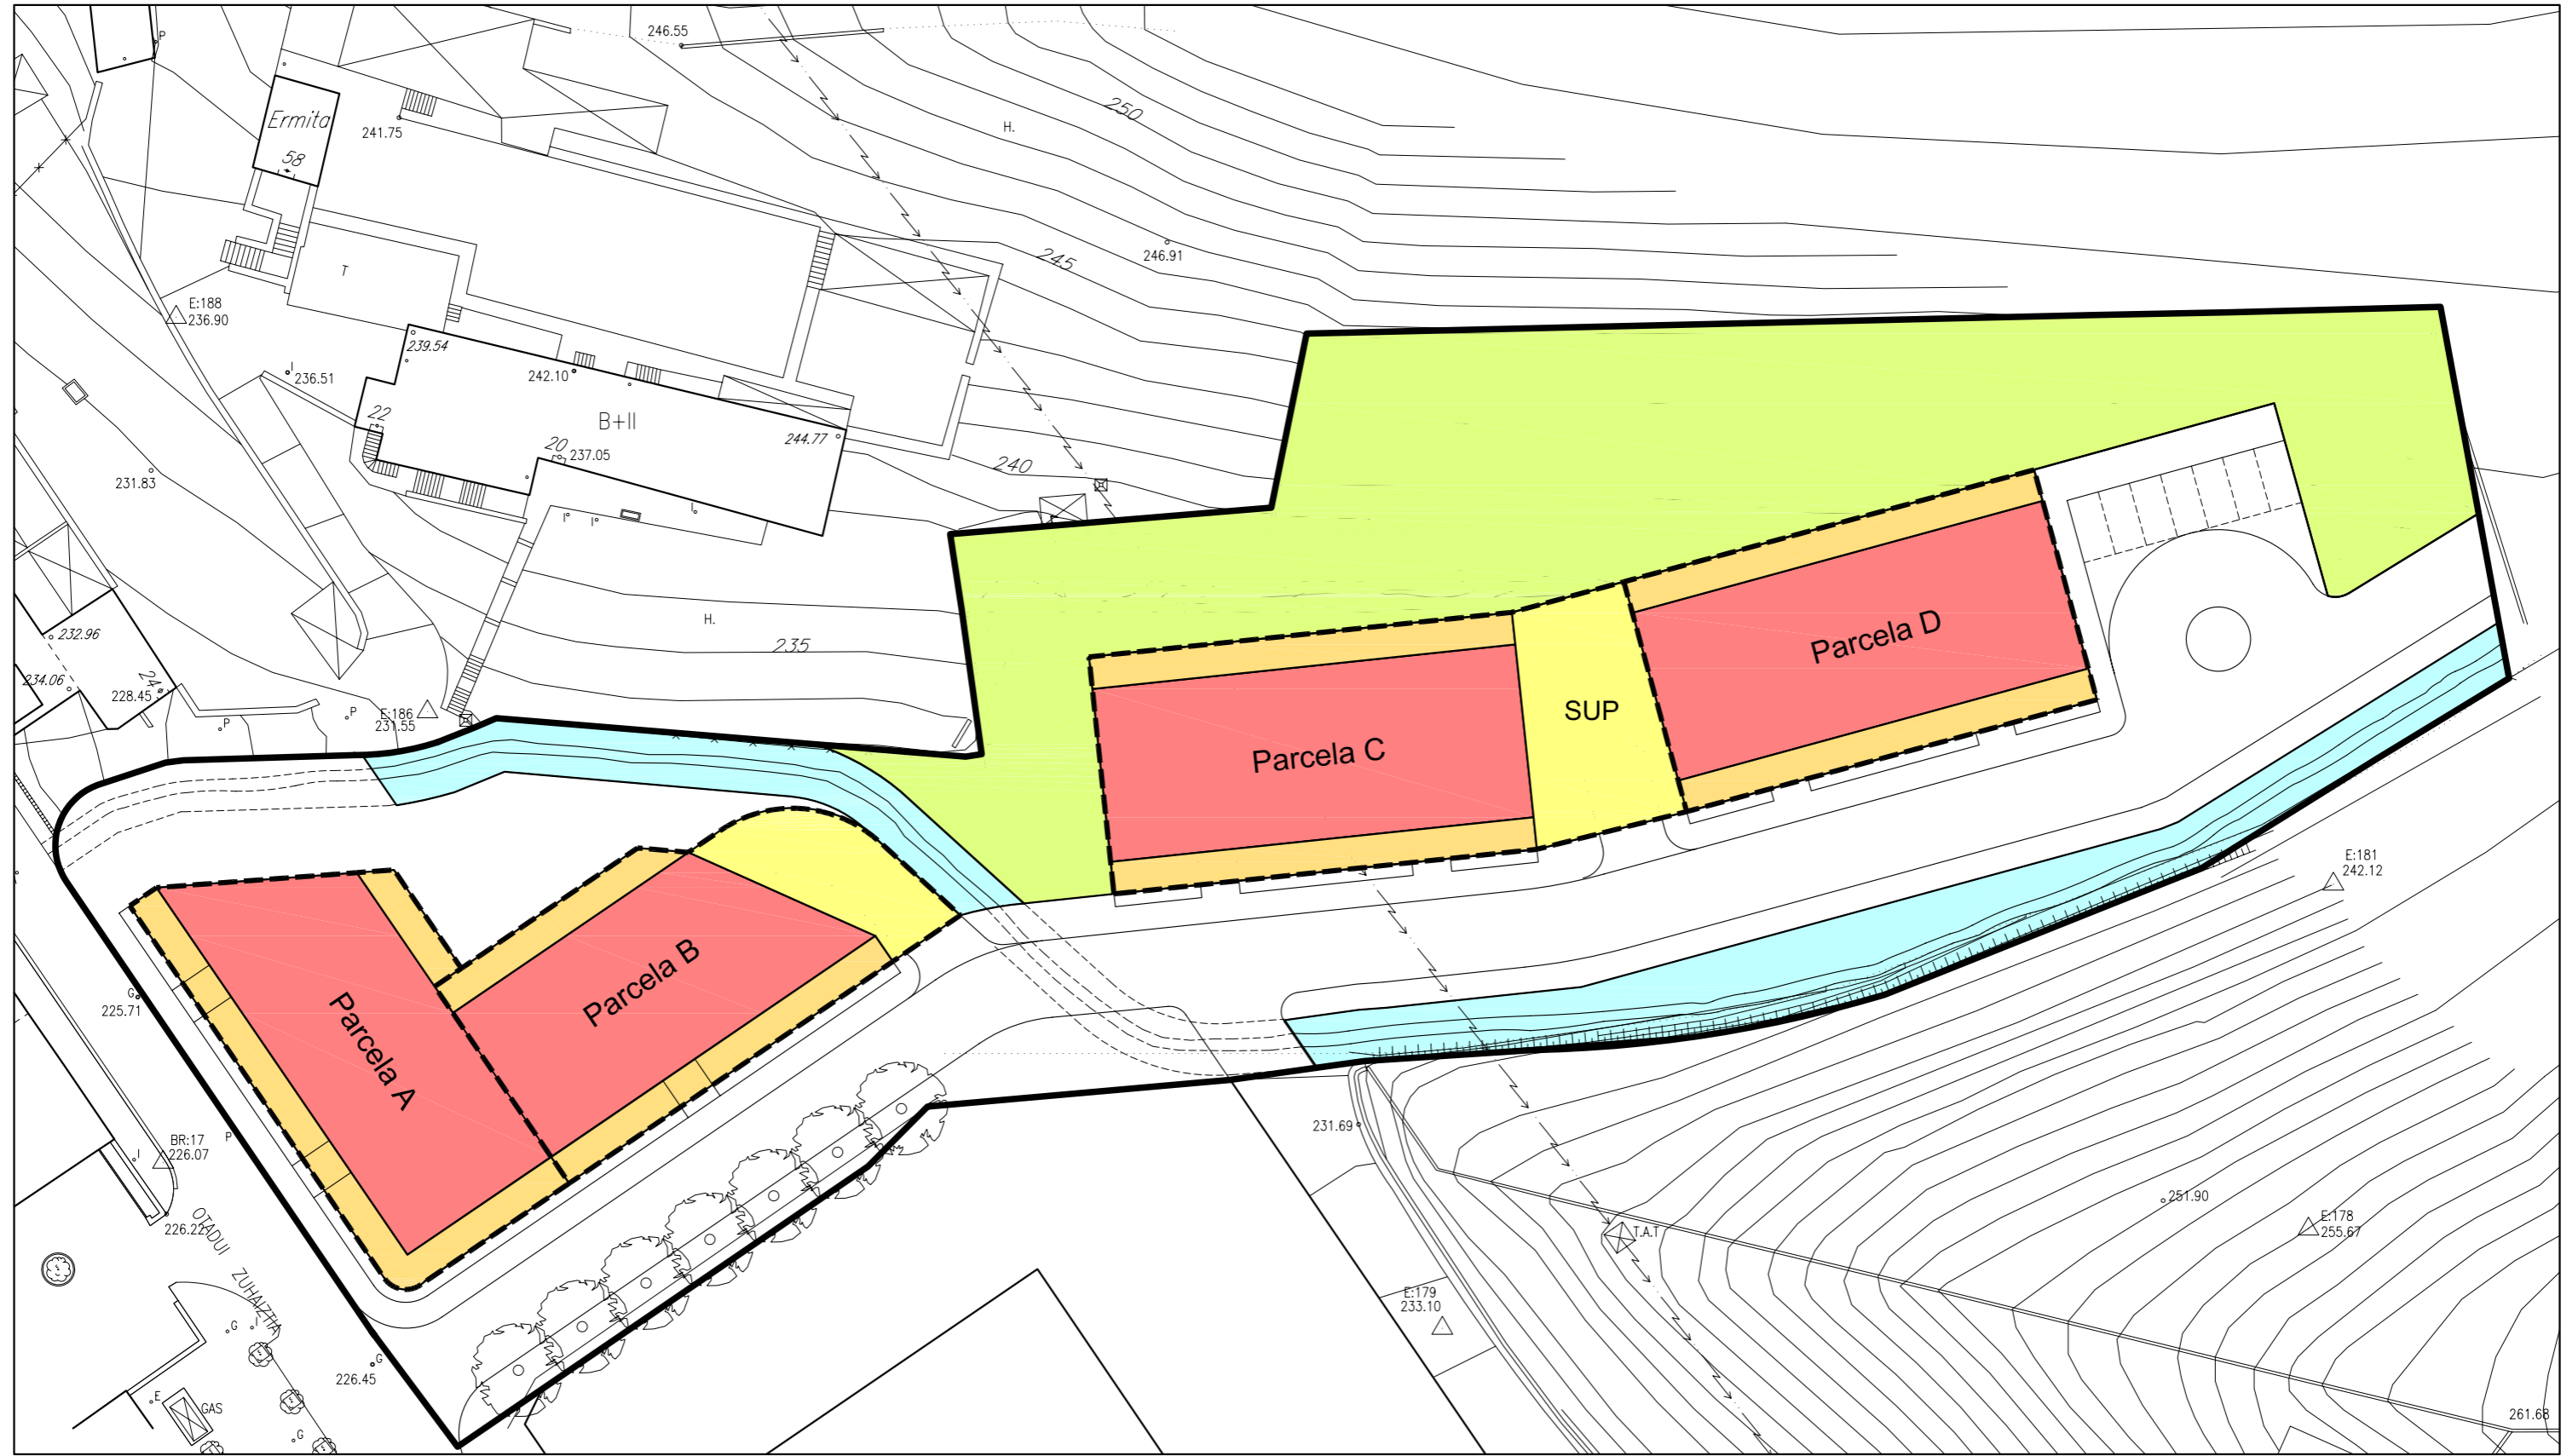 P
246.55
Ermita
58
241.75
250
H.
T
245
246.91
E:188
236.90
239.54
I
236.51
242.10
22
B+II
20
237.05
244.77
231.83
240
I
I
I
232.96
H.
235
234.06
24
228.45
P
P
E:186
231.55
Parcela D
SUP
Parcela C
E:181
242.12
Parcela B
G
225.71
Parcela A
P
BR:17
226.07
I
231.69
251.90
226.22
E:178
255.67
T.A.T
OTADUI ZUHAIZTIA
E:179
233.10
G
I
G
226.45
E
GAS
G
261.68